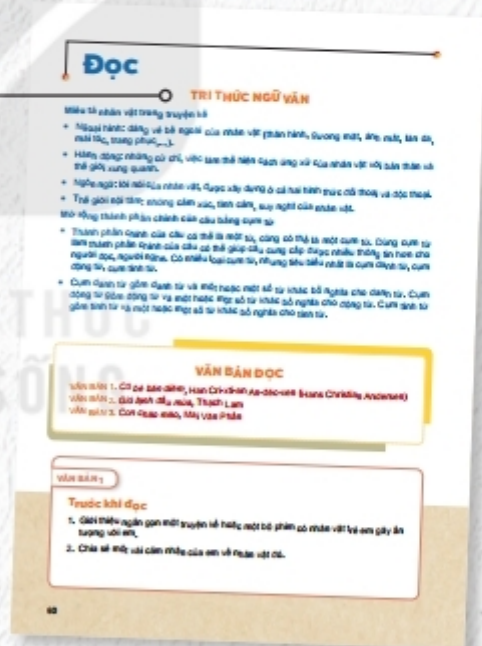 Đọc
TRI THỨC NGỮ VĂN
Miêu tả nhân vật trong truyện kể
• Ngoại hình: dáng vẻ bề ngoài của nhân vật (thân hình, gương mặt, ánh mắt, làn da,
mái tóc, trang phục,...).
• Hành động: những cử chỉ, việc làm thể hiện cách ứng xử của nhân vật với bản thân và
thế giới xung quanh.
• Ngôn ngữ: lời nói của nhân vật, được xây dựng ở cả hai hình thức đối thoại và độc thoại.
• Thế giới nội tâm: những cảm xúc, tình cảm, suy nghĩ của nhân vật.
Mở rộng thành phần chính của câu bằng cụm từ
• Thành phần chính của câu có thể là một từ, cũng có thể là một cụm từ. Dùng cụm từ
làm thành phần chính của câu có thể giúp câu cung cấp được nhiều thông tin hơn cho
người đọc, người nghe. Có nhiều loại cụm từ, nhưng tiêu biểu nhất là cụm danh từ, cụm
động từ, cụm tính từ.
• Cụm danh từ gồm danh từ và một hoặc một số từ khác bổ nghĩa cho danh từ. Cụm
động từ gồm động từ và một hoặc một số từ khác bổ nghĩa cho động từ. Cụm tính từ
gồm tính từ và một hoặc một số từ khác bổ nghĩa cho tính từ.
THỨC
SỐNG
VĂN BẢN ĐỌC
VĂN BẢN 1. Cô bé bán diêm, Han Cri-xti-an An-đéc-xen (Hans Christian Andersen)
VĂN BẢN 2. Gió lạnh đầu mùa, Thạch Lam
VĂN BẢN 3. Con chào mào, Mai Văn Phấn
VĂN BẢN 1
Trước khi đọc
1. Giới thiệu ngắn gọn một truyện kể hoặc một bộ phim có nhân vật trẻ em gây ấn
tượng với em.
2. Chia sẻ một vài cảm nhận của em về nhân vật đó.
60